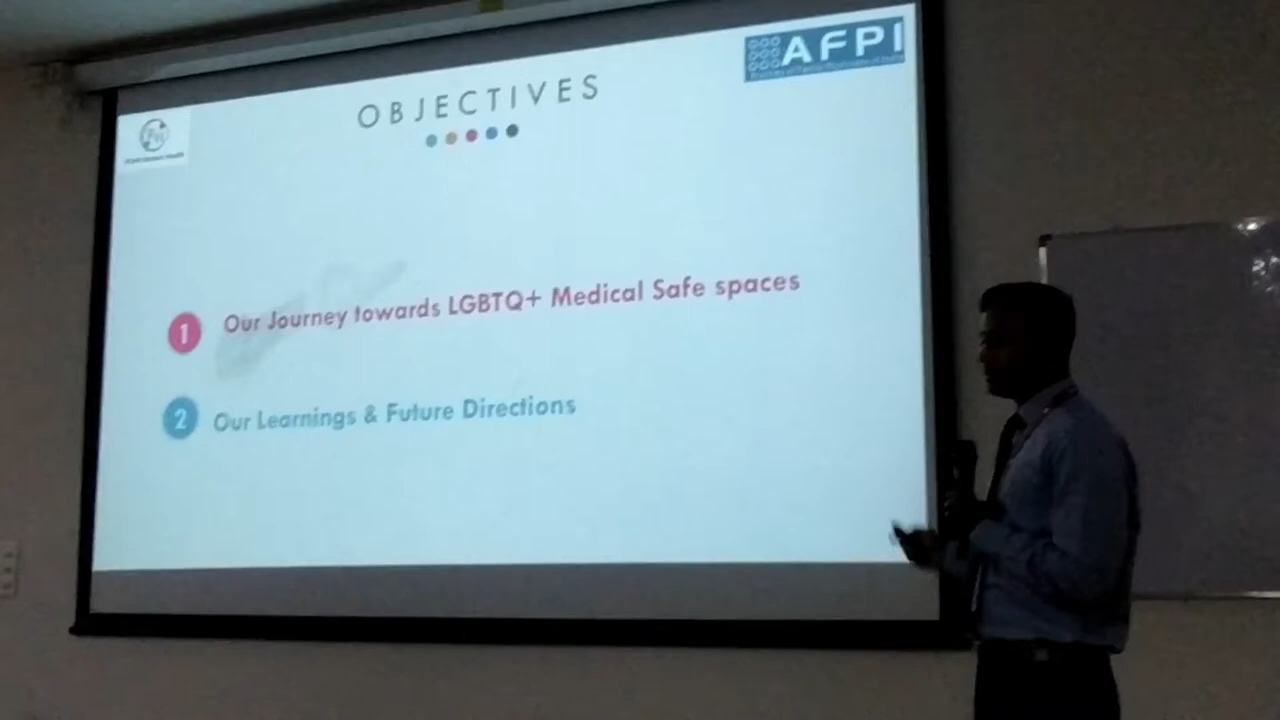 AFPI
OBJECTIVES
1 Our Journey towards LGBTQ+ Medical Safe spaces
2 Our Learnings & Future Directions